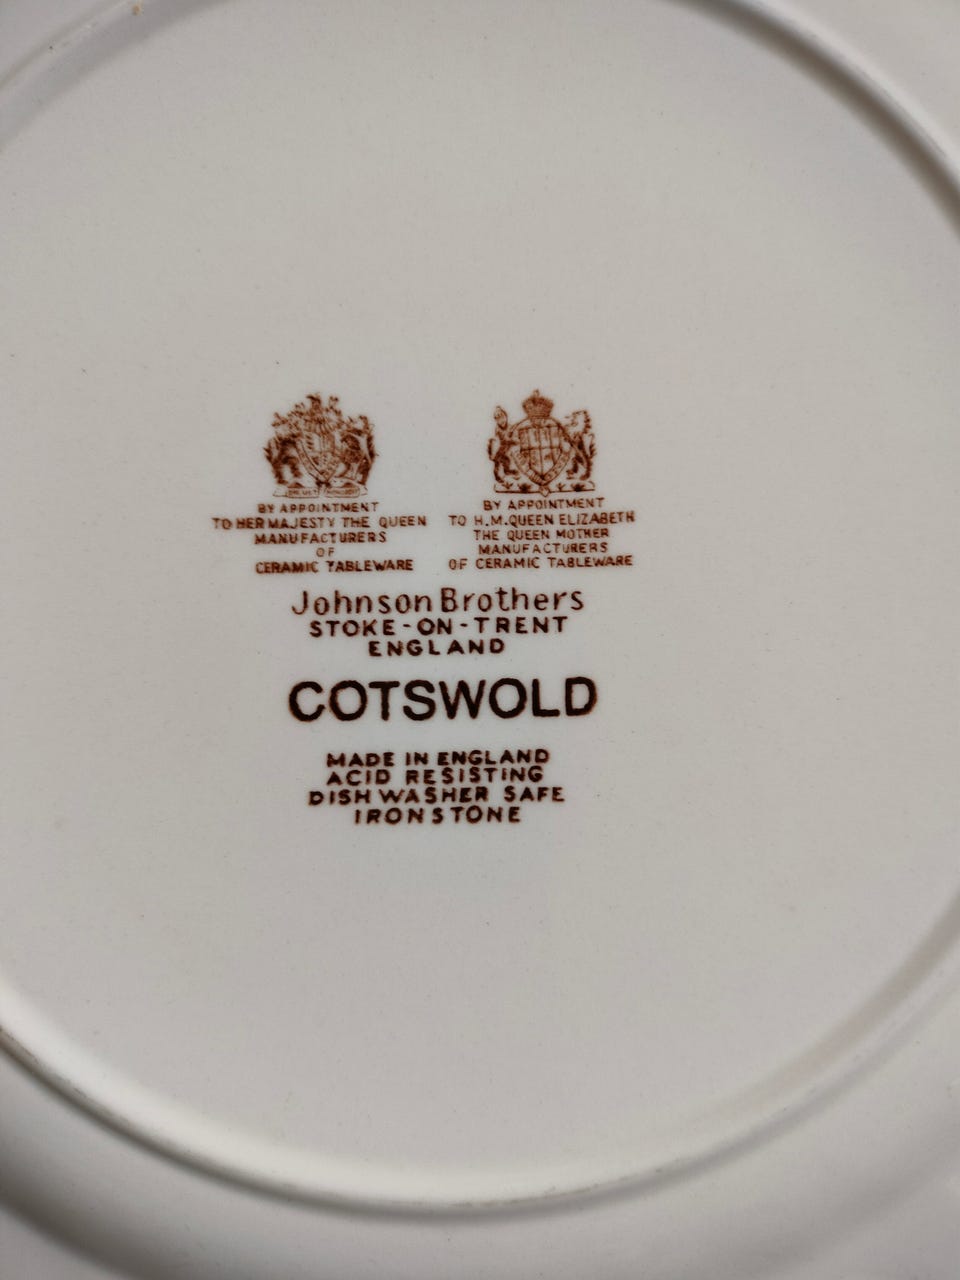 BY APPOINTMENT
TO HER MAJESTY THE QUEEN
MANUFACTURERS
OF
CERAMIC TABLEWARE
BY APPOINTMENT
TO H.M.QUEEN ELIZABETH
THE QUEEN MOTHER
MANUFACTURERS
OF CERAMIC TABLEWARE
Johnson Brothers
STOKE-ON-TRENT
ENGLAND
COTSWOLD
MADE IN ENGLAND
ACID RESISTING
DISH WASHER SAFE
IRONSTONE